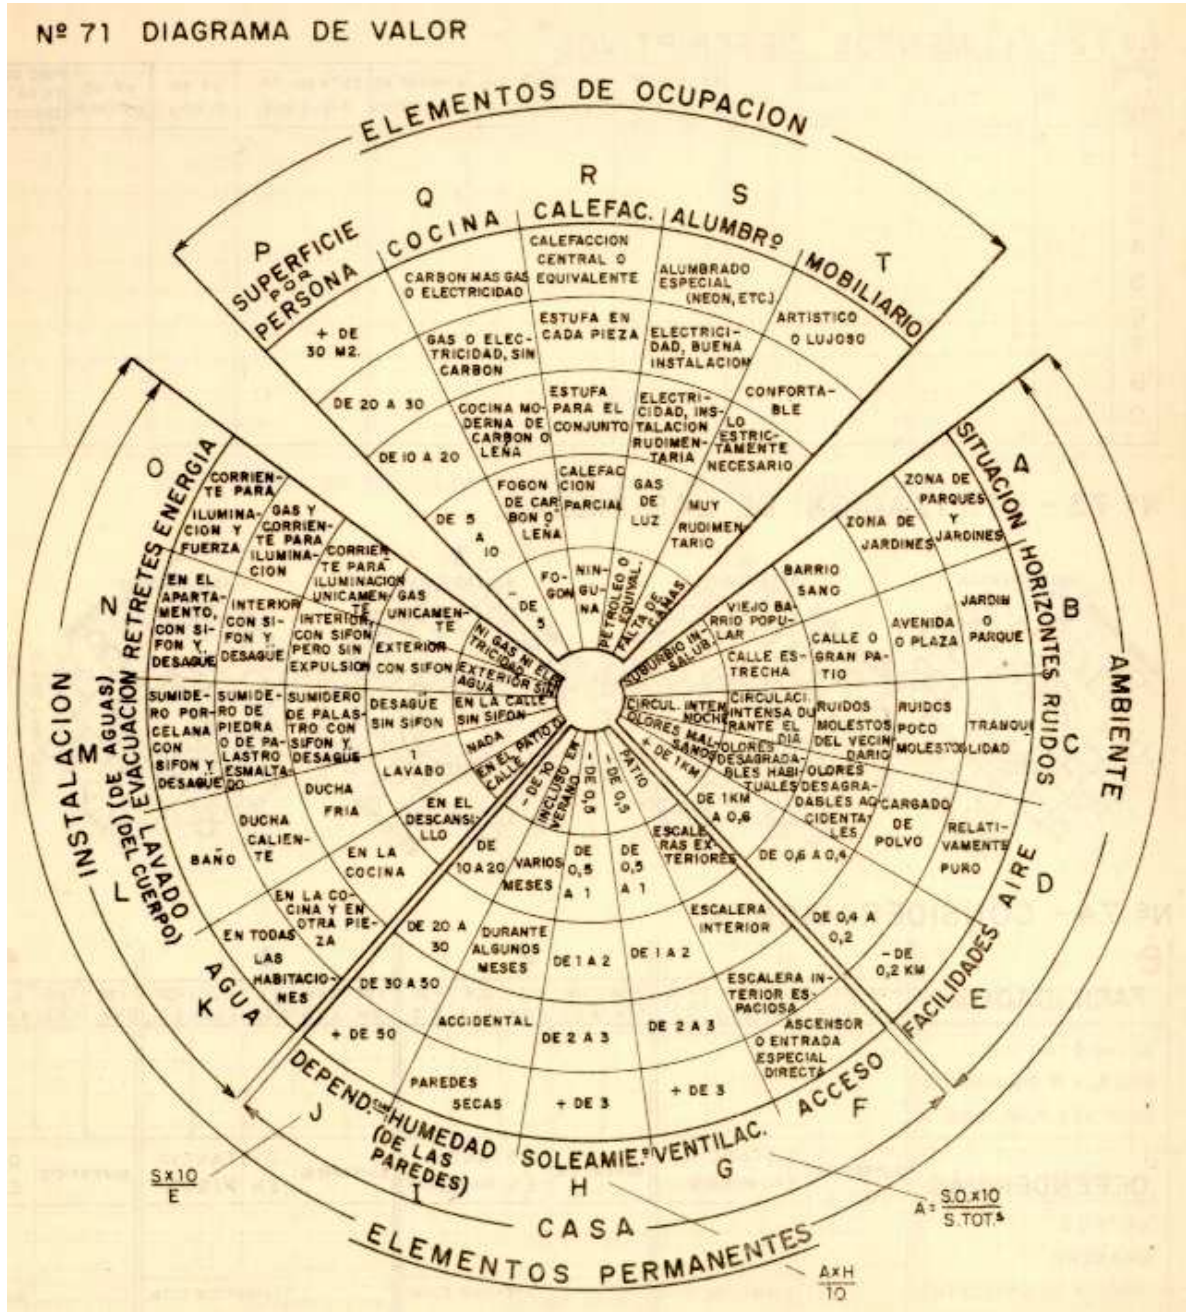 Nº 71 DIAGRAMA DE VALOR
ELEMENTOS DE OCUPACION
P
SUPERFICIE
POR
PERSONA
+ DE
30 M2.
DE 20 A 30
DE 10 A 20
DE 5
A
10
- DE
5
Q
COCINA
CARBON MAS GAS
O ELECTRICIDAD
GAS O ELEC-
TRICIDAD, SIN
CARBON
COCINA MO-
DERNA DE
CARBON O
LEÑA
FOGON
DE CAR
BON O
LEÑA
FO-
GON
R
CALEFAC.
CALEFACCION
CENTRAL O
EQUIVALENTE
ESTUFA EN
CADA PIEZA
ESTUFA
PARA EL
CONJUNTO
CALEFAC
CION
PARCIAL
NIN-
GU-
NA
S
ALUMBRº
ALUMBRADO
ESPECIAL
(NEON, ETC.)
ELECTRICI-
DAD, BUENA
INSTALACION
ELECTRI-
CIDAD, INS-
TALACION
RUDIMEN-
TARIA
GAS
DE
LUZ
PETROLEO O
EQUIVAL.
T
MOBILIARIO
ARTISTICO
O LUJOSO
CONFORTA-
BLE
LO
ESTRIC-
TAMENTE
NECESARIO
MUY
RUDIMEN-
TARIO
FALTA DE
CAMAS
AMBIENTE
A
SITUACION
ZONA DE
PARQUES
Y
JARDINES
ZONA DE
JARDINES
BARRIO
SANO
VIEJO BA-
RRIO POPU-
LAR
SUBURBIO IN-
SALUB.
B
HORIZONTES
JARDIN
O
PARQUE
AVENIDA
O PLAZA
CALLE O
GRAN PA-
TIO
CALLE ES-
TRECHA
C
RUIDOS
TRANQUI
LIDAD
RUIDOS
POCO
MOLESTOS
RUIDOS
MOLESTOS
DEL VECIN
DARIO
CIRCULACI.
INTENSA DU
RANTE EL
DIA
CIRCUL. INTEN
NOCHE
D
AIRE
RELATI-
VAMENTE
PURO
CARGADO
DE
POLVO
OLORES
DESAGRA-
DABLES AC
CIDENTA-
LES
OLORES
DESAGRADA-
BLES HABI-
TUALES
OLORES MAL
SANOS
E
FACILIDADES
- DE
0,2 KM
DE 0,4 A
0,2
DE 0,6 A 0,4
DE 1 KM
A 0,6
+ DE 1 KM
F
ACCESO
ASCENSOR
O ENTRADA
ESPECIAL
DIRECTA
ESCALERA IN-
TERIOR ES-
PACIOSA
ESCALERA
INTERIOR
ESCALE
RAS EX-
TERIORES
PATIO
G
VENTILAC.
+ DE 3
DE 2 A 3
DE 1 A 2
DE
0,5
A 1
- DE 0,5
H
SOLEAMIE.º
+ DE 3
DE 2 A 3
DE 1 A 2
DE
0,5
A 1
- DE 0,5
I
HUMEDAD
(DE LAS
PAREDES)
PAREDES
SECAS
ACCIDENTAL
DURANTE
ALGUNOS
MESES
VARIOS
MESES
INCLUSO EN
VERANO
J
DEPEND.
+ DE 50
DE 30 A 50
DE 20 A
30
DE
10 A 20
- DE 10
CASA
ELEMENTOS PERMANENTES
S X 10
E
A = S.O. X 10
S. TOT.
A X H
10
INSTALACION
K
AGUA
EN TODAS
LAS
HABITACIO-
NES
EN LA CO-
CINA Y EN
OTRA PIE-
ZA
EN LA
COCINA
EN EL
DESCANSI-
LLO
EN EL PATIO O
CALLE
L
LAVADO
(DEL CUERPO)
BAÑO
DUCHA
CALIEN-
TE
DUCHA
FRIA
1
LAVABO
NADA
M
EVACUACION
(DE AGUAS)
SUMIDE-
RO POR-
CELANA
CON
SIFON Y
DESAGÜE
SUMIDE-
RO DE
PIEDRA
O DE PA-
LASTRO
ESMALTA-
DO
SUMIDERO
DE PALAS-
TRO CON
SIFON Y
DESAGÜE
DESAGÜE
SIN SIFON
EN LA CALLE
SIN SIFON
N
RETRETES
EN EL
APARTA-
MENTO,
CON SI-
FON Y
DESAGÜE
INTERIOR
CON SI-
FON Y
DESAGÜE
INTERIOR,
CON SIFON
PERO SIN
EXPULSION
EXTERIOR
CON SIFON
EXTERIOR SIN
AGUA
O
ENERGIA
CORRIEN-
TE PARA
ILUMINA-
CION Y
FUERZA
GAS Y
CORRIEN-
TE PARA
ILUMINA-
CION
CORRIEN-
TE PARA
ILUMINACION
UNICAMEN-
TE
GAS
UNICAMEN-
TE
NI GAS NI ELEC
TRICIDAD